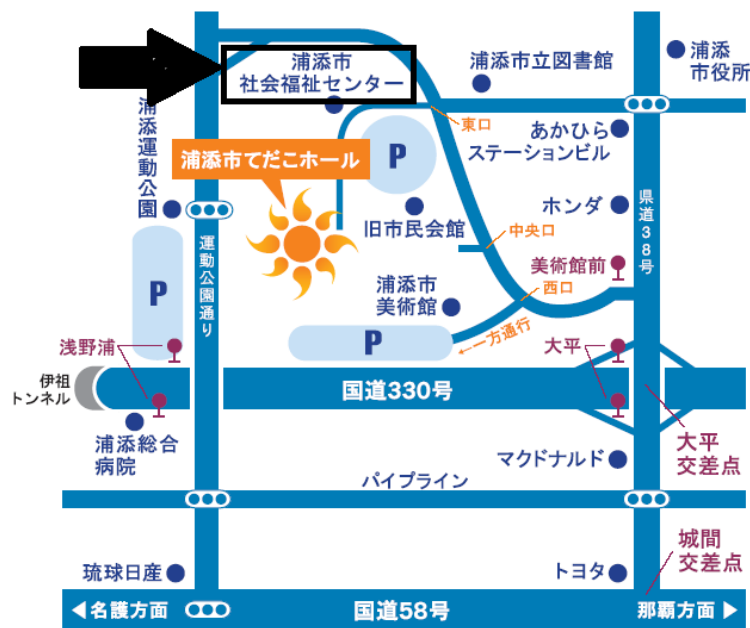 浦添市
社会福祉センター
浦添市立図書館
浦添
市役所
東口
あかひら
ステーションビル
浦添運動公園
浦添市てだこホール
P
旧市民会館
ホンダ
県道38号
中央口
美術館前
運動公園通り
P
浦添市
美術館
西口
P
←一方通行
浅野浦
大平
伊祖
トンネル
国道330号
浦添総合
病院
マクドナルド
大平
交差点
パイプライン
琉球日産
トヨタ
城間
交差点
◀名護方面
国道58号
那覇方面▶